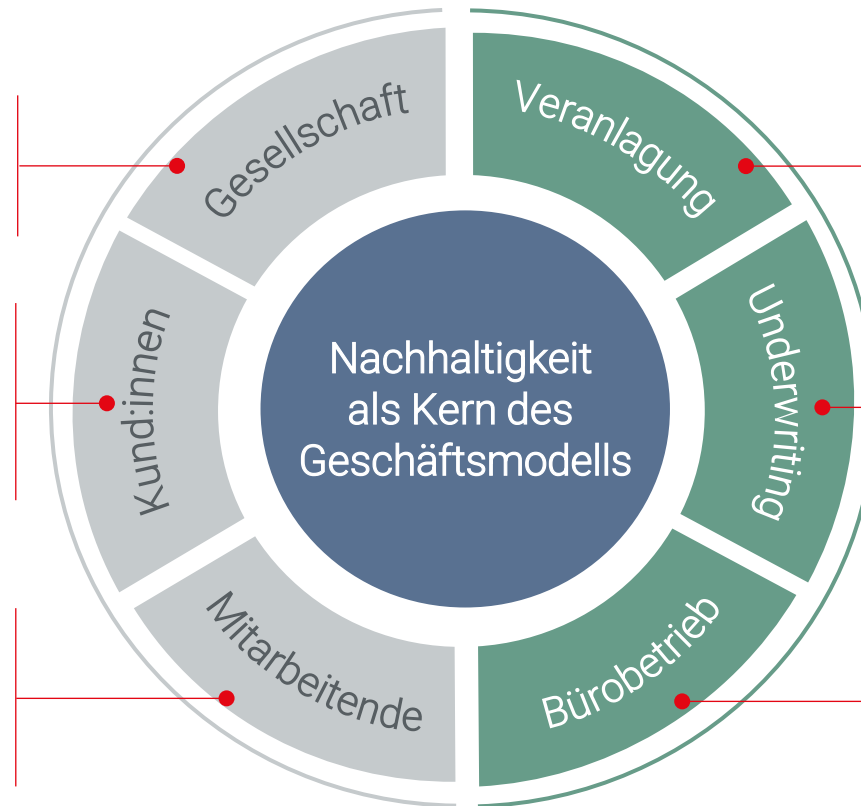 Gesellschaft
Veranlagung
Kund:innen
Nachhaltigkeit
als Kern des
Geschäftsmodells
Underwriting
Mitarbeitende
Bürobetrieb